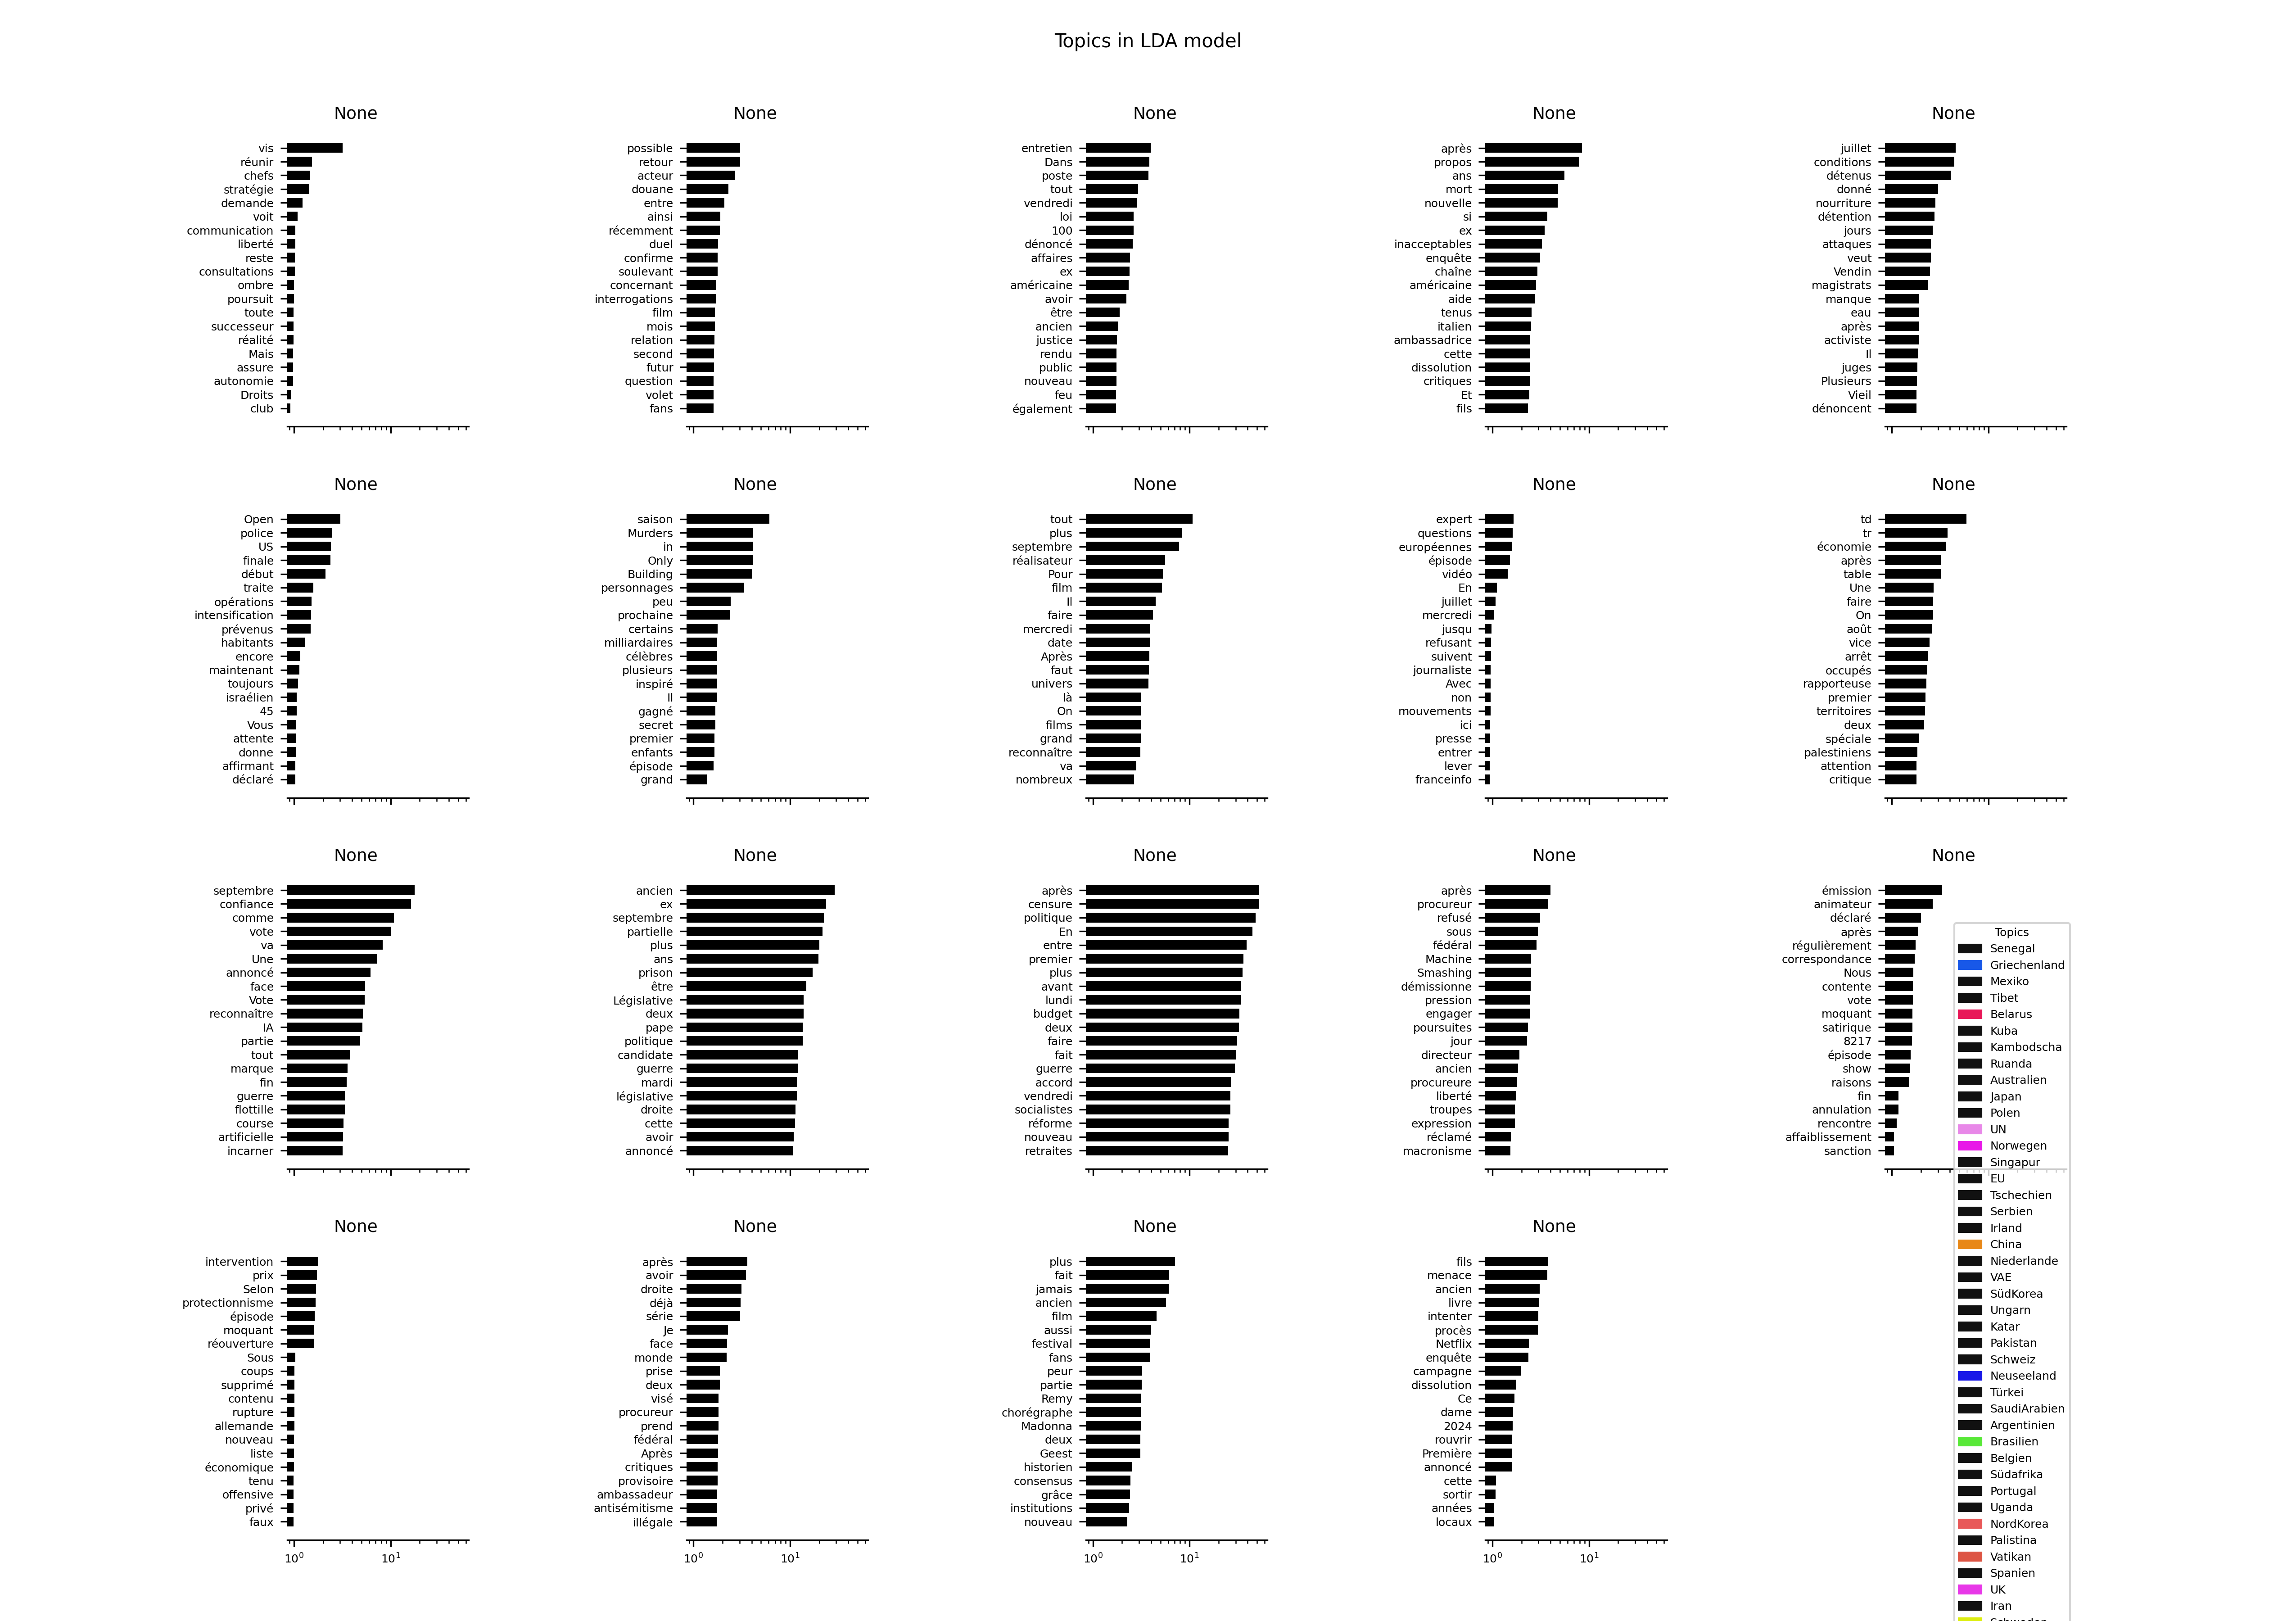 Topics in LDA model
None
vis
réunir
chefs
stratégie
demande
voit
communication
liberté
reste
consultations
ombre
poursuit
toute
successeur
réalité
Mais
assure
autonomie
Droits
club
None
possible
retour
acteur
douane
entre
ainsi
récemment
duel
confirme
soulevant
concernant
interrogations
film
mois
relation
second
futur
question
volet
fans
None
entretien
Dans
poste
tout
vendredi
loi
100
dénoncé
affaires
ex
américaine
avoir
être
ancien
justice
rendu
public
nouveau
feu
également
None
après
propos
ans
mort
nouvelle
si
ex
inacceptables
enquête
chaîne
américaine
aide
tenus
italien
ambassadrice
cette
dissolution
critiques
Et
fils
None
juillet
conditions
détenus
donné
nourriture
détention
jours
attaques
veut
Vendin
magistrats
manque
eau
après
activiste
Il
juges
Plusieurs
Vieil
dénoncent
None
Open
police
US
finale
début
traite
opérations
intensification
prévenus
habitants
encore
maintenant
toujours
israélien
45
Vous
attente
donne
affirmant
déclaré
None
saison
Murders
in
Only
Building
personnages
peu
prochaine
certains
milliardaires
célèbres
plusieurs
inspiré
Il
gagné
secret
premier
enfants
épisode
grand
None
tout
plus
septembre
réalisateur
Pour
film
Il
faire
mercredi
date
Après
faut
univers
là
On
films
grand
reconnaître
va
nombreux
None
expert
questions
européennes
épisode
vidéo
En
juillet
mercredi
jusqu
refusant
suivent
journaliste
Avec
non
mouvements
ici
presse
entrer
lever
franceinfo
None
td
tr
économie
après
table
Une
faire
On
août
vice
arrêt
occupés
rapporteuse
premier
territoires
deux
spéciale
palestiniens
attention
critique
None
septembre
confiance
comme
vote
va
Une
annoncé
face
Vote
reconnaître
IA
partie
tout
marque
fin
guerre
flottille
course
artificielle
incarner
None
ancien
ex
septembre
partielle
plus
ans
prison
être
Législative
deux
pape
politique
candidate
guerre
mardi
législative
droite
cette
avoir
annoncé
None
après
censure
politique
En
entre
premier
plus
avant
lundi
budget
deux
faire
fait
guerre
accord
vendredi
socialistes
réforme
nouveau
retraites
None
après
procureur
refusé
sous
fédéral
Machine
Smashing
démissionne
pression
engager
poursuites
jour
directeur
ancien
procureure
liberté
troupes
expression
réclamé
macronisme
None
émission
animateur
déclaré
après
régulièrement
correspondance
Nous
contente
vote
moquant
satirique
8217
épisode
show
raisons
fin
annulation
rencontre
affaiblissement
sanction
None
intervention
prix
Selon
protectionnisme
épisode
moquant
réouverture
Sous
coups
supprimé
contenu
rupture
allemande
nouveau
liste
économique
tenu
offensive
privé
faux
10^0 10^1
None
après
avoir
droite
déjà
série
Je
face
monde
prise
deux
visé
procureur
prend
fédéral
Après
critiques
provisoire
ambassadeur
antisémitisme
illégale
10^0 10^1
None
plus
fait
jamais
ancien
film
aussi
festival
fans
peur
partie
Remy
chorégraphe
Madonna
deux
Geest
historien
consensus
grâce
institutions
nouveau
10^0 10^1
None
fils
menace
ancien
livre
intenter
procès
Netflix
enquête
campagne
dissolution
Ce
dame
2024
rouvrir
Première
annoncé
cette
sortir
années
locaux
10^0 10^1
Topics
Senegal
Griechenland
Mexiko
Tibet
Belarus
Kuba
Kambodscha
Ruanda
Australien
Japan
Polen
UN
Norwegen
Singapur
EU
Tschechien
Serbien
Irland
China
Niederlande
VAE
SüdKorea
Ungarn
Katar
Pakistan
Schweiz
Neuseeland
Türkei
SaudiArabien
Argentinien
Brasilien
Belgien
Südafrika
Portugal
Uganda
NordKorea
Palistina
Vatikan
Spanien
UK
Iran